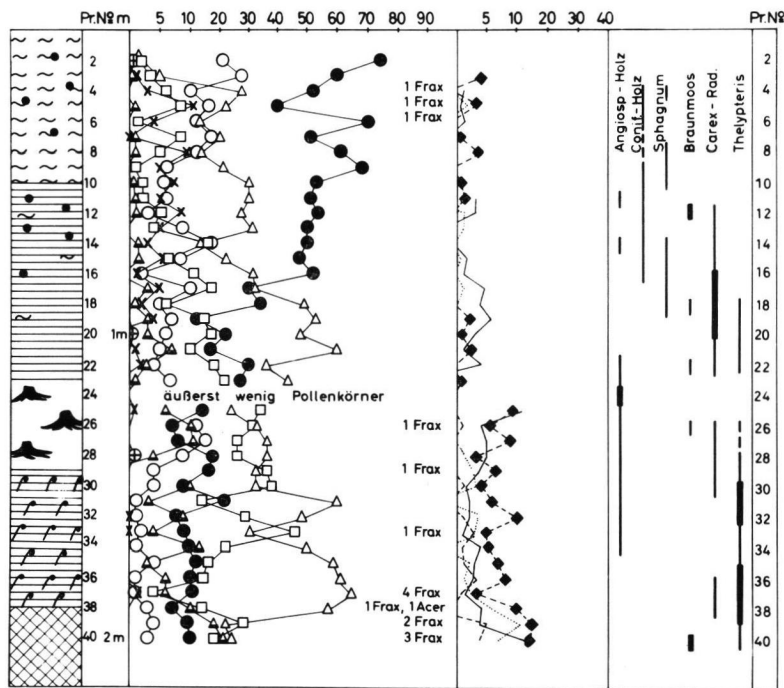 Pr.Nº m 5 10 20 30 40 50 60 70 80 90 5 10 20 30 40 Pr.Nº
Angiosp - Holz
Conif.-Holz
Sphagnum
Braunmoos
Carex - Rad.
Thelypteris
2 2
4 1 Frax 4
1 Frax
6 1 Frax 6
8 8
10 10
12 12
14 14
16 16
18 18
20 1m 20
22 22
24 äußerst wenig Pollenkörner 24
26 1 Frax 26
28 28
1 Frax
30 30
32 32
1 Frax
34 34
36 36
4 Frax
38 1 Frax, 1 Acer 38
2 Frax
40 2 m 3 Frax 40